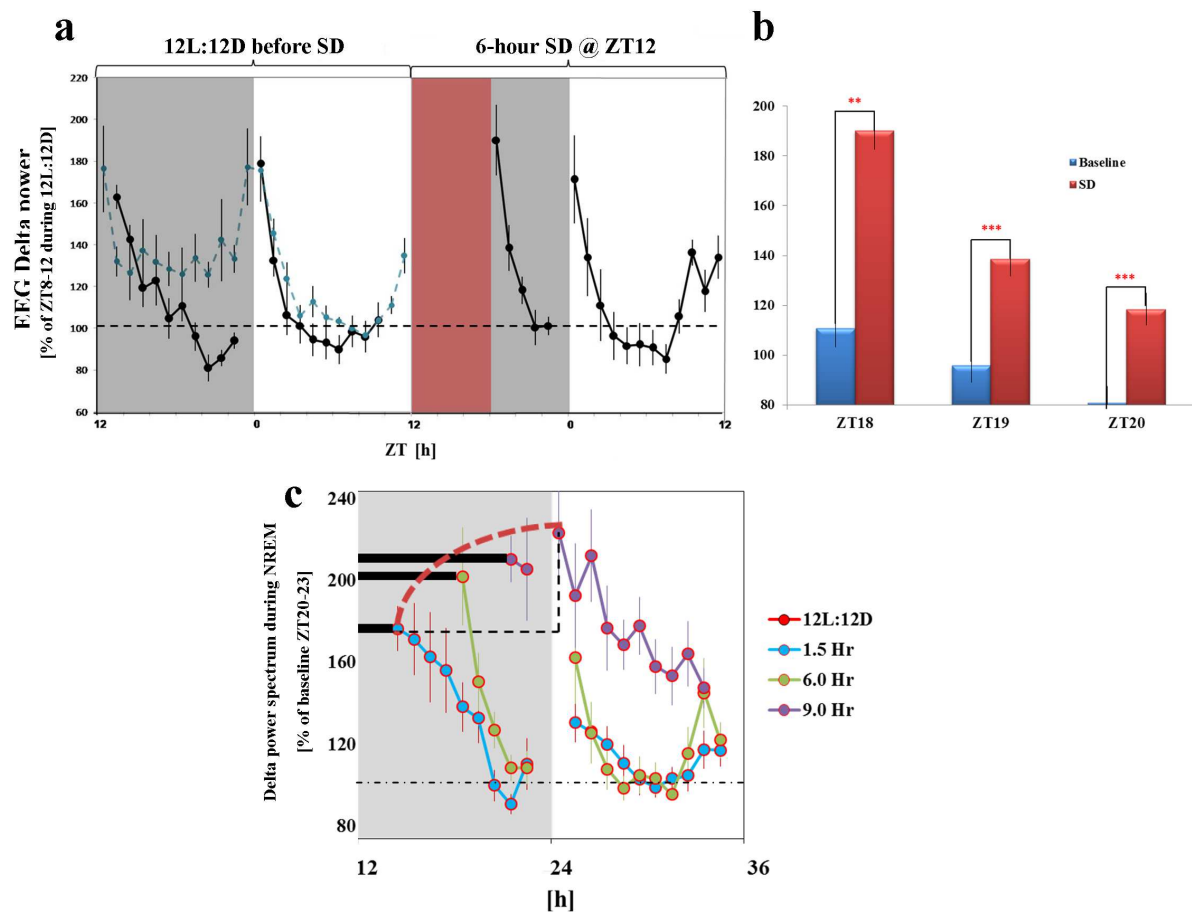 a
12L:12D before SD
6-hour SD @ ZT12
EEG Delta power
[% of ZT8-12 during 12L:12D]
220
200
180
160
140
120
100
80
60
12
0
12
0
12
ZT [h]
b
200
180
160
140
120
100
80
**
***
***
Baseline
SD
ZT18
ZT19
ZT20
c
Delta power spectrum during NREM
[% of baseline ZT20-23]
240
200
160
120
80
12
24
36
[h]
12L:12D
1.5 Hr
6.0 Hr
9.0 Hr